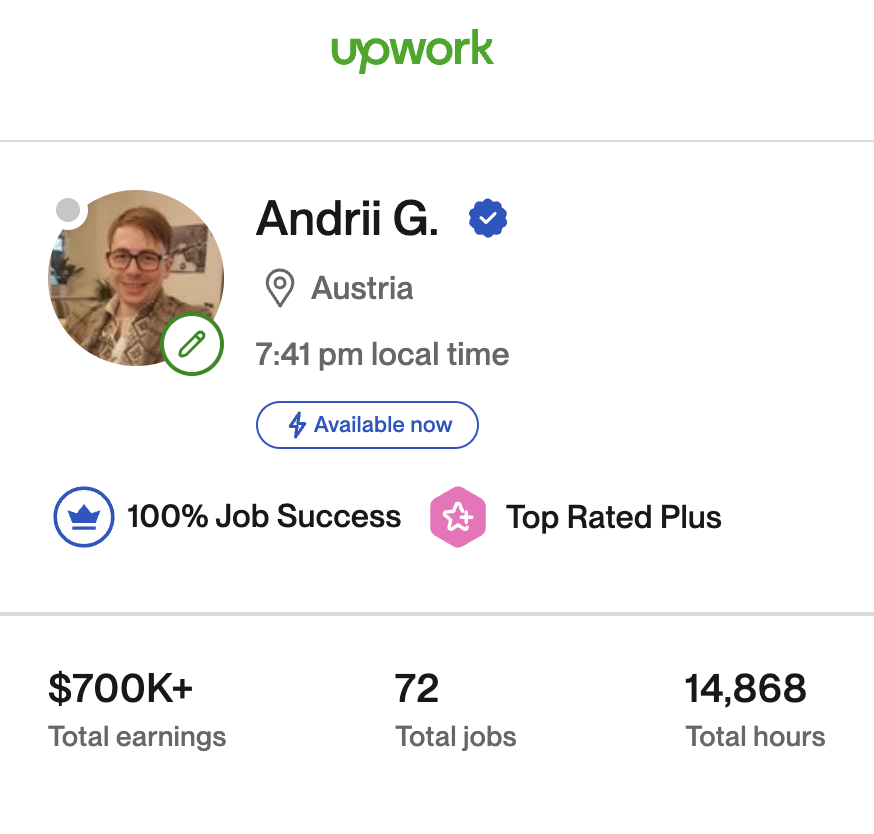 upwork
Andrii G.
Austria
7:41 pm local time
Available now
100% Job Success
Top Rated Plus
$700K+
72
14,868
Total earnings
Total jobs
Total hours